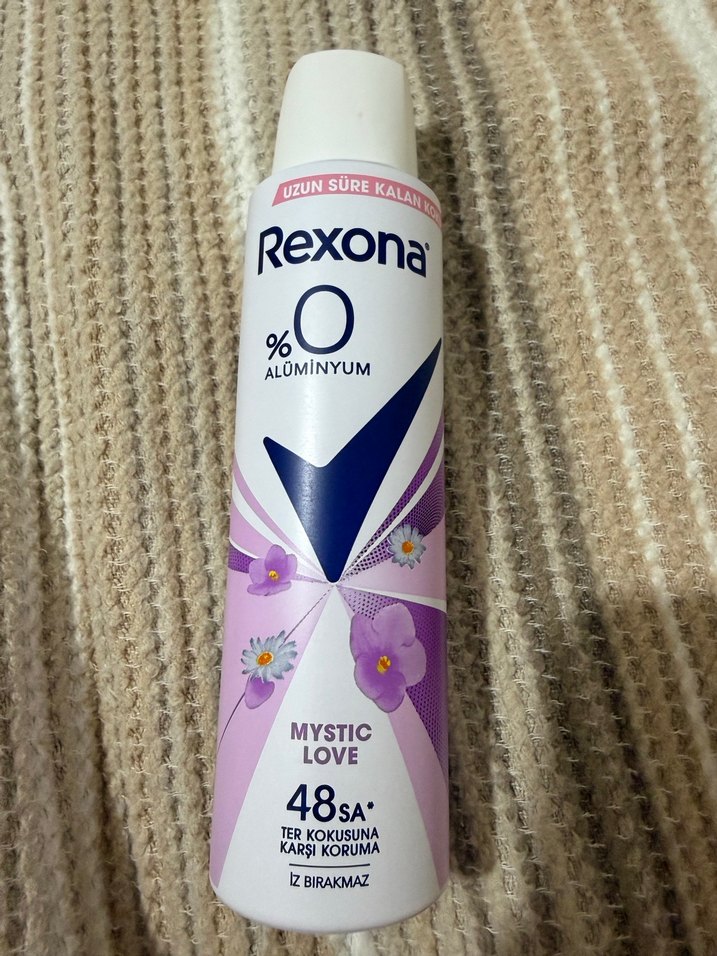 UZUN SÜRE KALAN
Rexona®
%0
ALÜMİNYUM
MYSTIC
LOVE
48SA*
TER KOKUSUNA
KARŞI KORUMA
İZ BIRAKMAZ